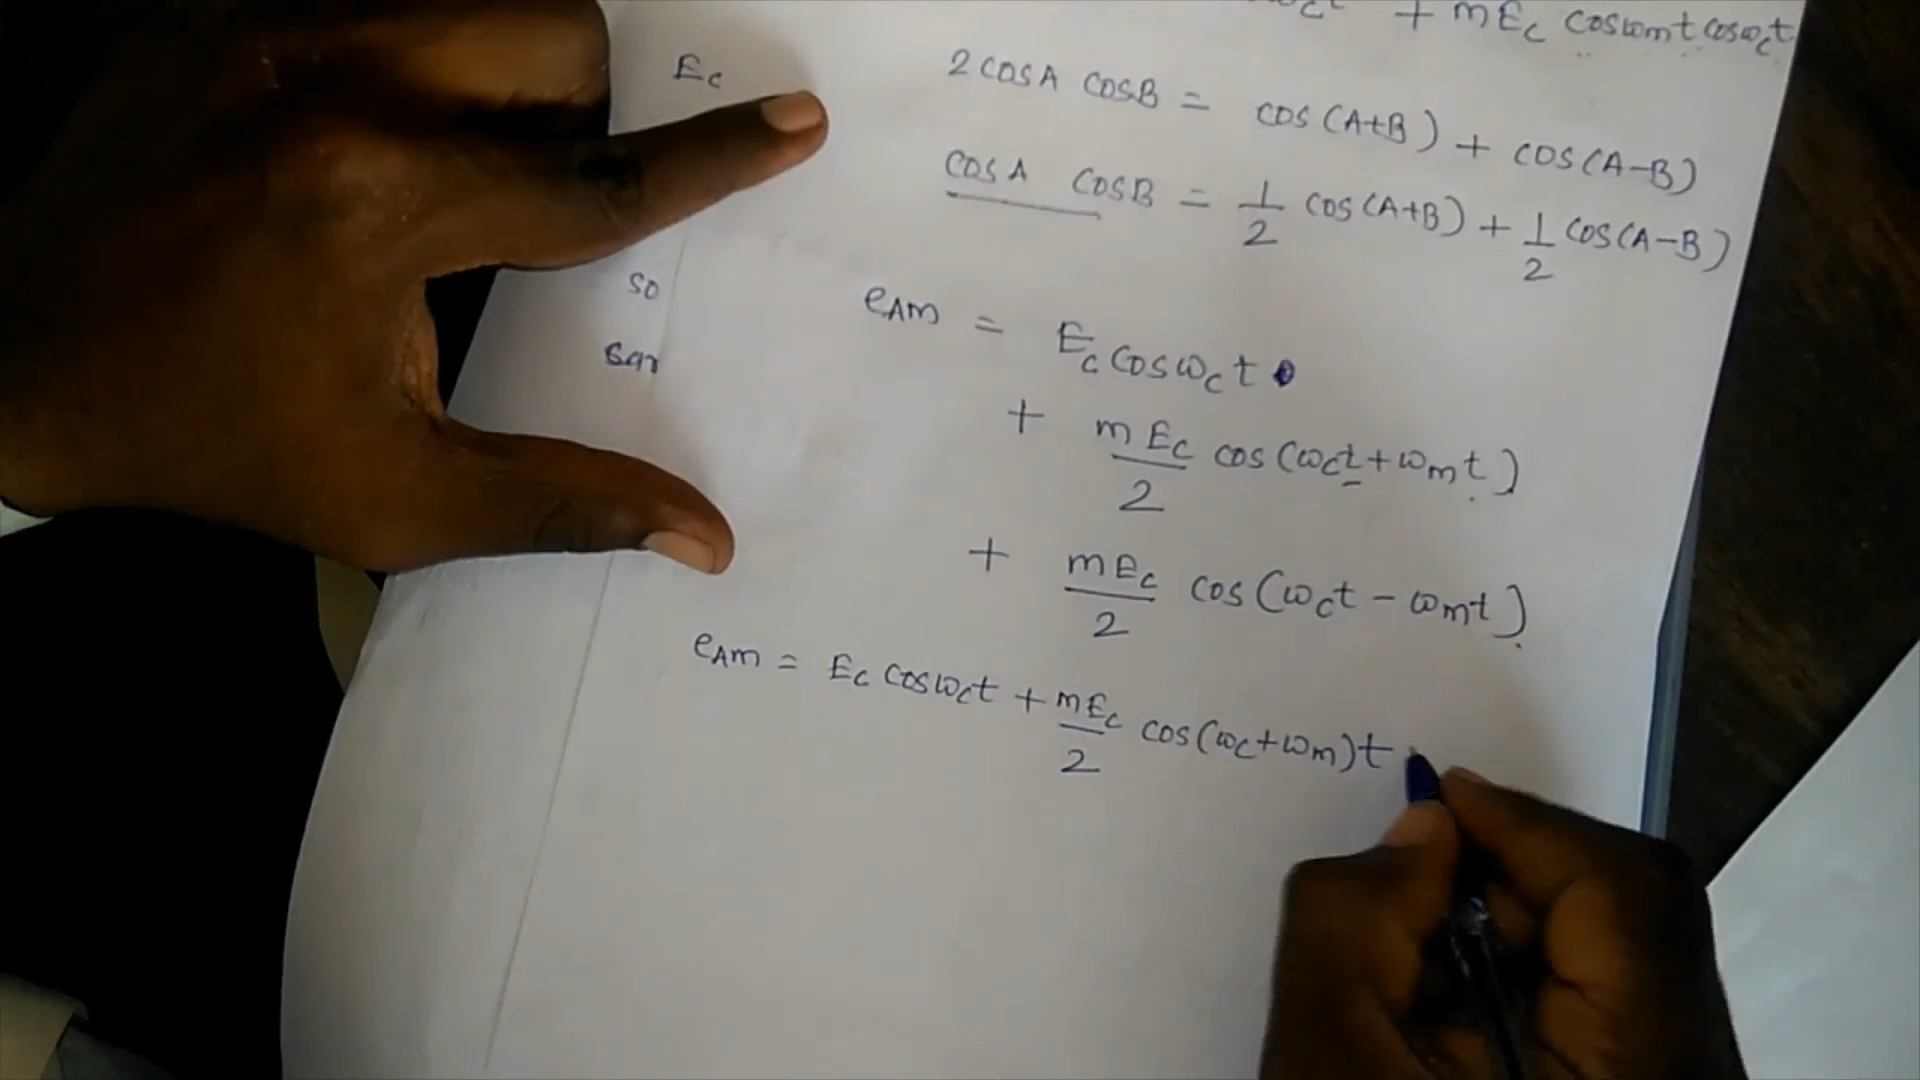 + mEc cosωmt cosωct
Ec
2 cosA cosB = cos(A+B) + cos(A-B)
cosA cosB = 1/2 cos(A+B) + 1/2 cos(A-B)
so
eAm = Ec cosωct
+ mEc/2 cos(ωct+ωmt)
+ mEc/2 cos(ωct - ωmt)
eAm = Ec cosωct + mEc/2 cos(ωc+ωm)t